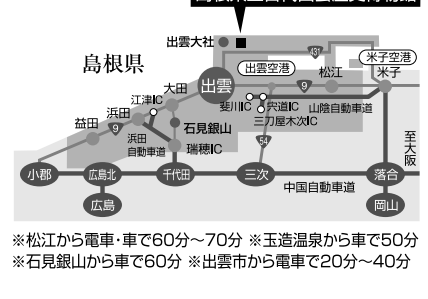 出雲大社
431
島根県
出雲空港
米子空港
出雲
松江
米子
9
江津IC
大田
斐川IC
宍道IC
山陰自動車道
浜田
三刀屋木次IC
益田
9
石見銀山
浜田
自動車道
瑞穂IC
54
至大阪
小郡
広島北
千代田
三次
中国自動車道
落合
広島
岡山
※松江から電車・車で60分〜70分 ※玉造温泉から車で50分
※石見銀山から車で60分 ※出雲市から電車で20分〜40分